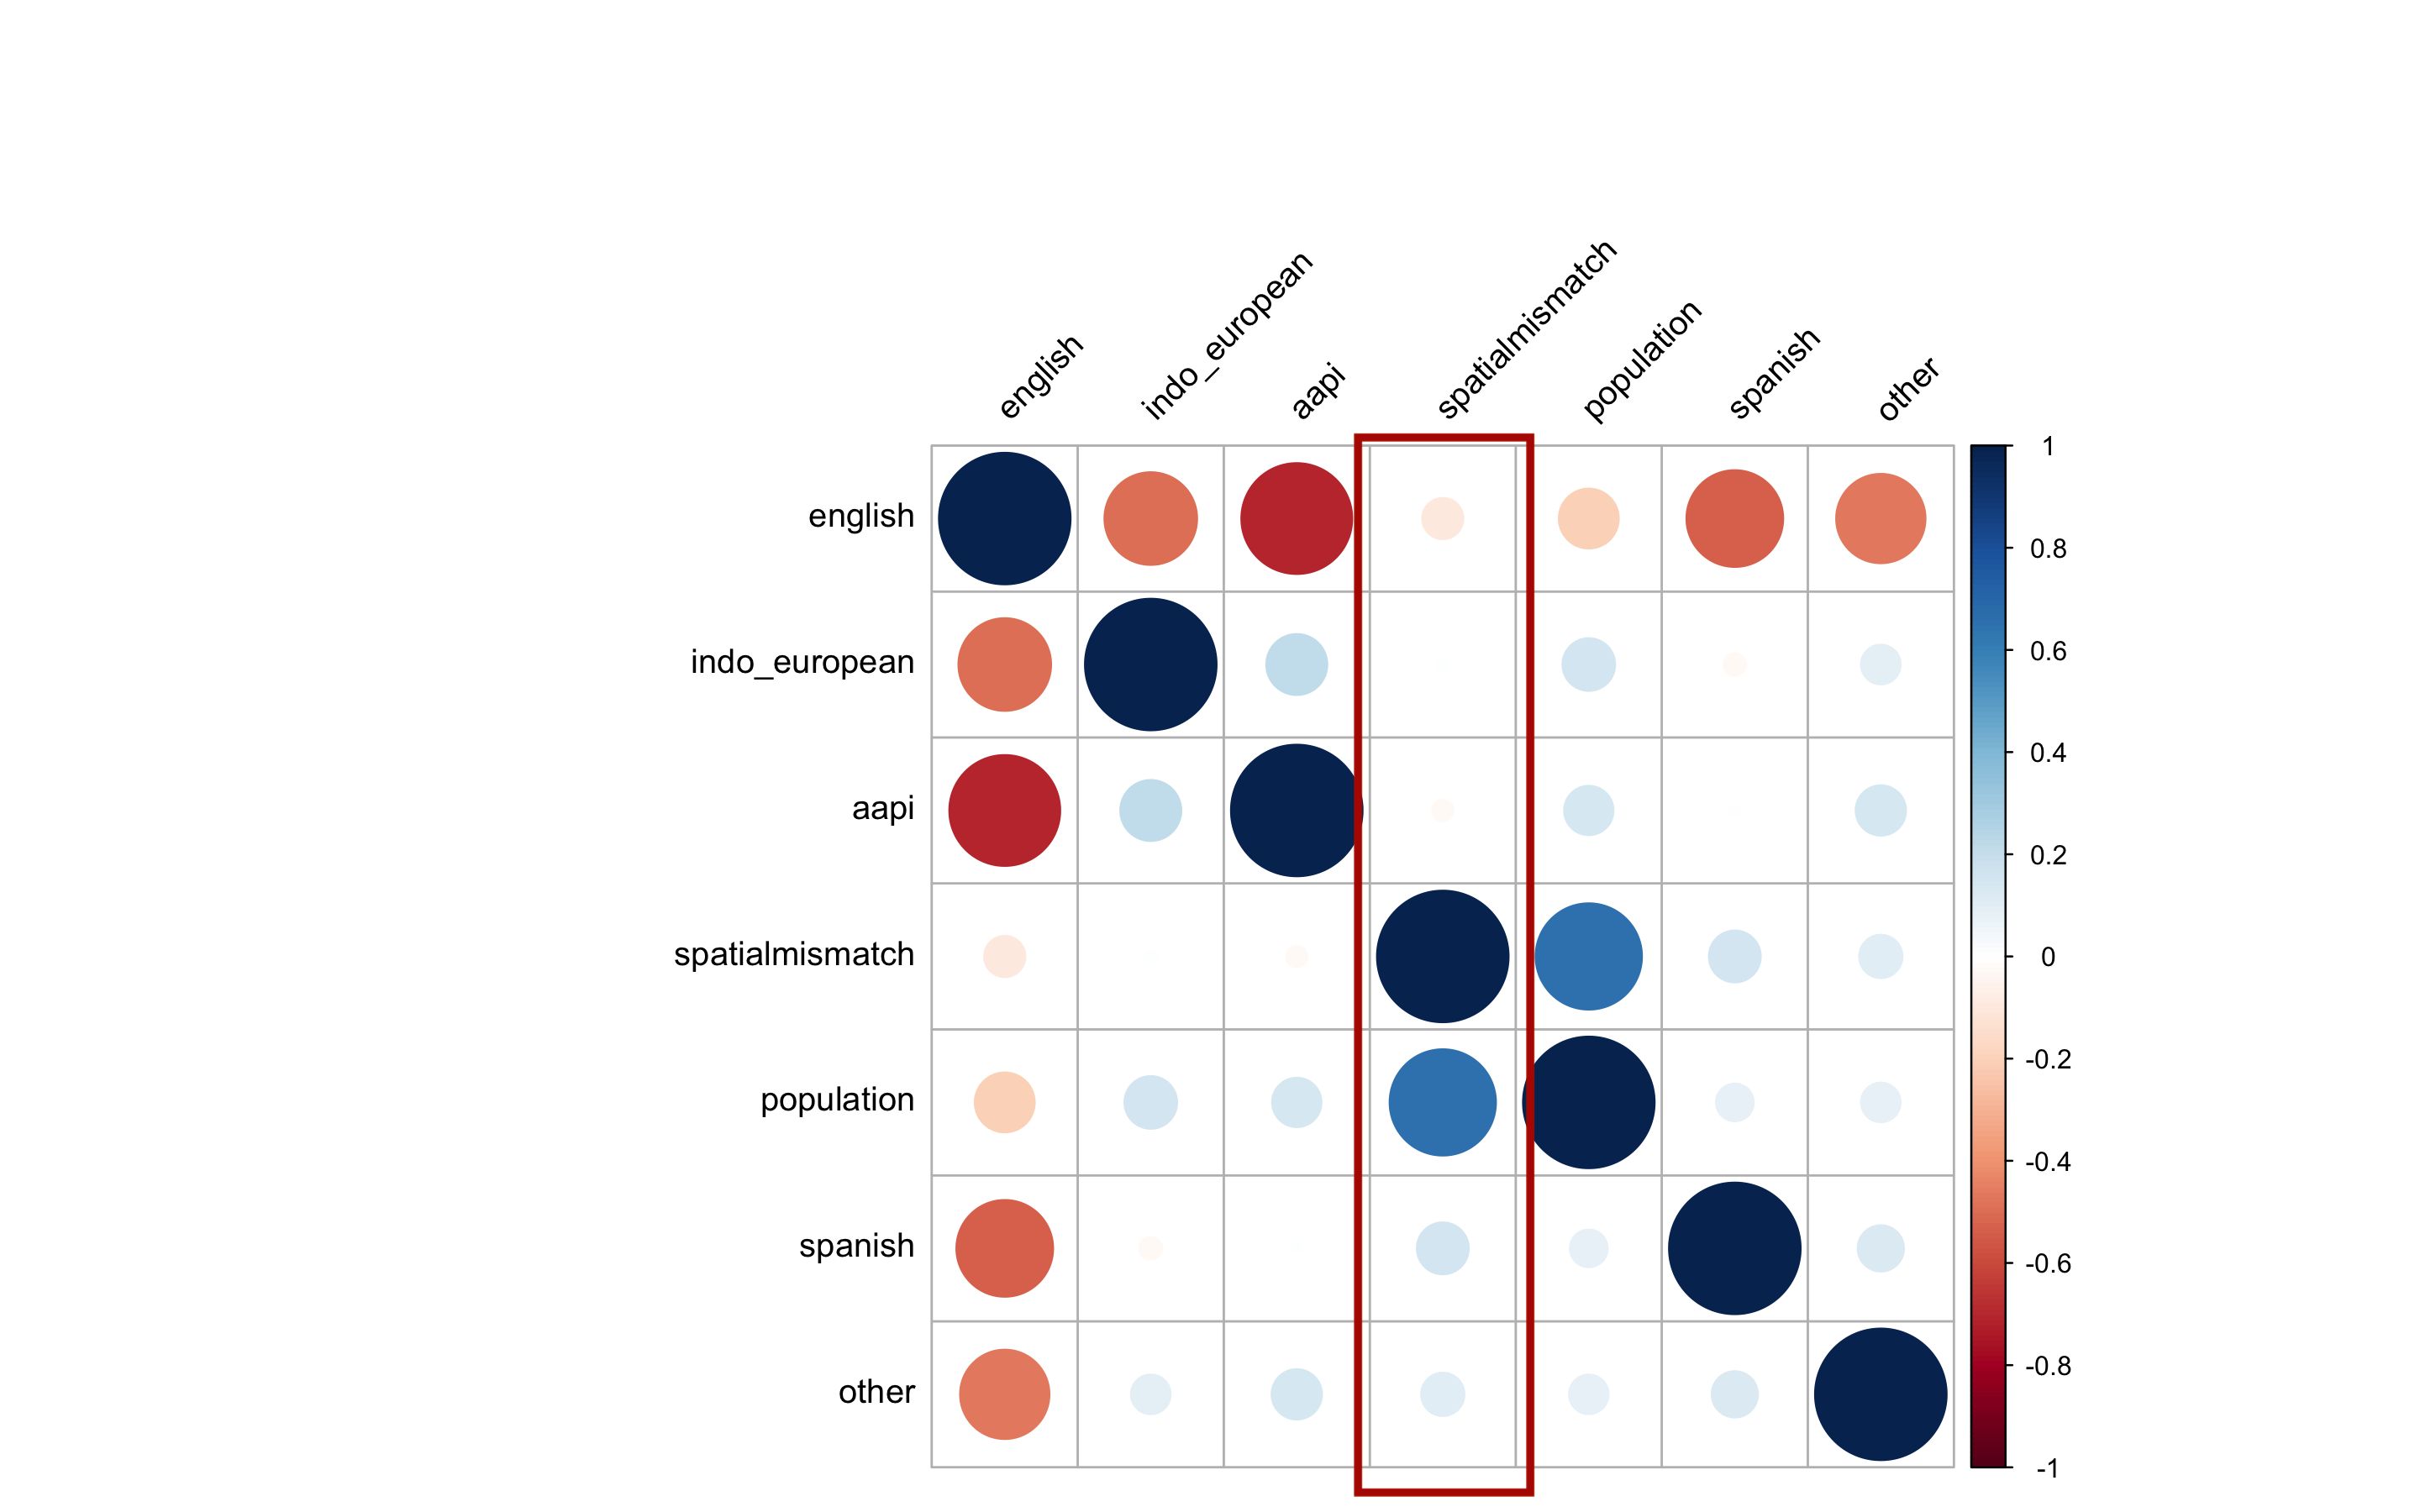 english
indo_european
aapi
spatialmismatch
population
spanish
other
english
indo_european
aapi
spatialmismatch
population
spanish
other
1
0.8
0.6
0.4
0.2
0
-0.2
-0.4
-0.6
-0.8
-1